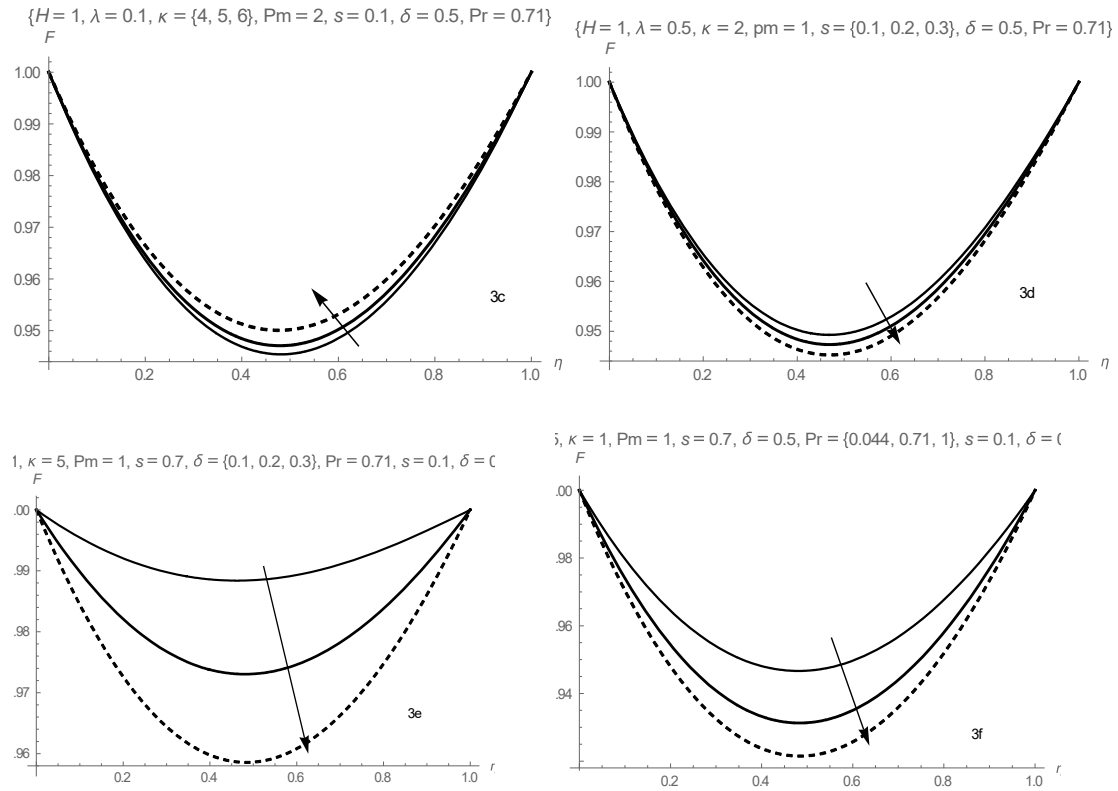 {H = 1, λ = 0.1, κ = {4, 5, 6}, Pm = 2, s = 0.1, δ = 0.5, Pr = 0.71}
F
1.00
0.99
0.98
0.97
0.96
0.95
3c
0.2 0.4 0.6 0.8 1.0 η
{H = 1, λ = 0.5, κ = 2, pm = 1, s = {0.1, 0.2, 0.3}, δ = 0.5, Pr = 0.71}
F
1.00
0.99
0.98
0.97
0.96
0.95
3d
0.2 0.4 0.6 0.8 1.0 η
1, κ = 5, Pm = 1, s = 0.7, δ = {0.1, 0.2, 0.3}, Pr = 0.71, s = 0.1, δ =
F
.00
.99
.98
.97
.96
3e
0.2 0.4 0.6 0.8 1.0
, κ = 1, Pm = 1, s = 0.7, δ = 0.5, Pr = {0.044, 0.71, 1}, s = 0.1, δ =
F
.00
.98
.96
.94
3f
0.2 0.4 0.6 0.8 1.0